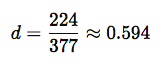 d = 224/377 ≈ 0.594